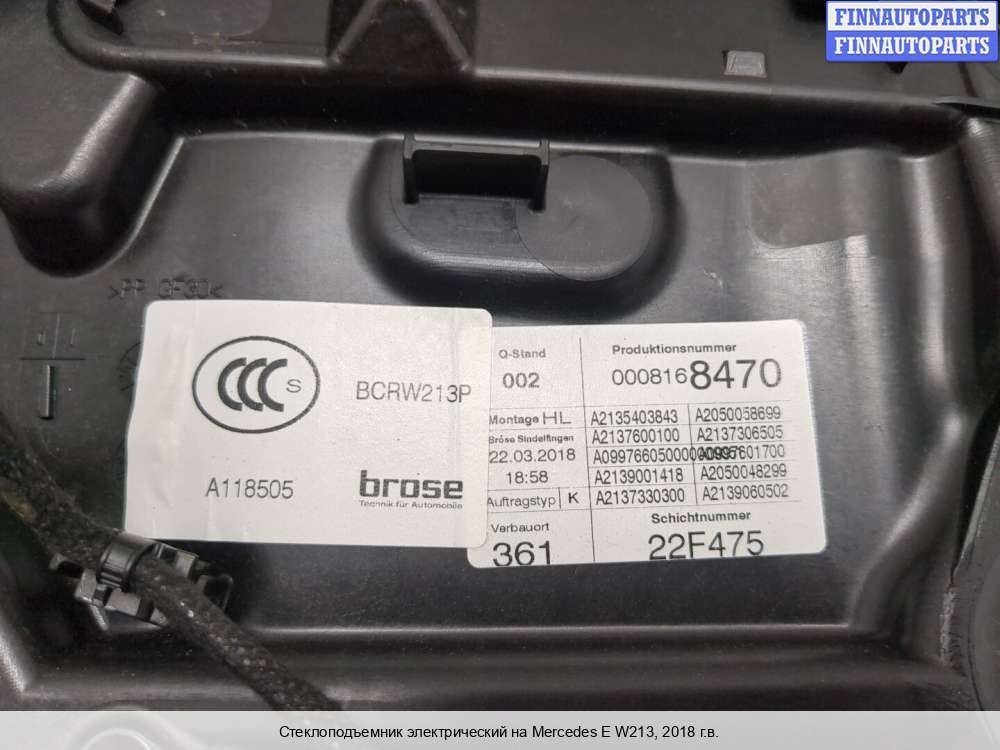 FINNAUTOPARTS
FINNAUTOPARTS
>PP GF30<
CCC S
BCRW213P
A118505
brose
Technik für Automobile
Q-Stand
002
Produktionsnummer
000816 8470
Montage HL
Brose Sindelfingen
22.03.2018
18:58
Auftragstyp K
A2135403843 A2050058699
A2137600100 A2137306505
A2139001418 A2050048299
A2137330300 A2139060502
Verbauort
361
Schichtnummer
22F475
Стеклоподъемник электрический на Mercedes E W213, 2018 г.в.